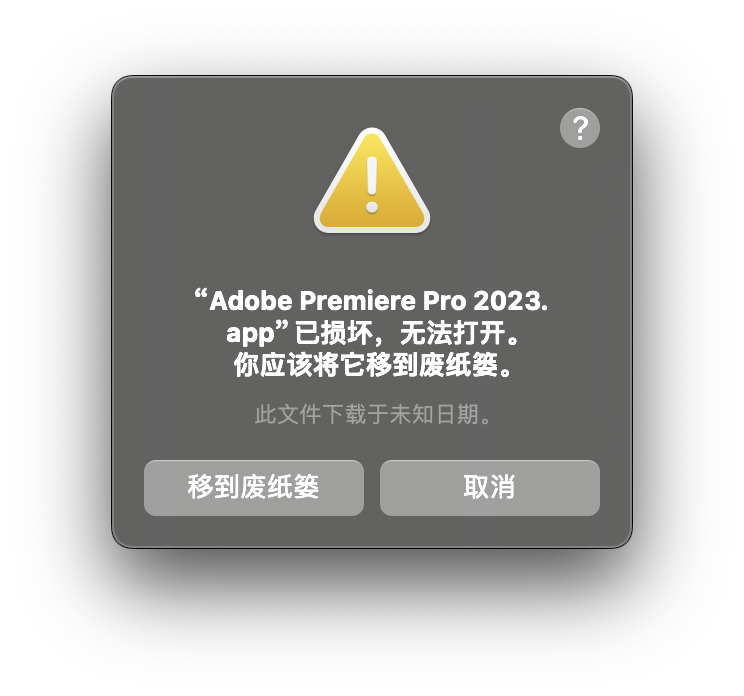 ?
“Adobe Premiere Pro 2023.
app”已损坏，无法打开。
你应该将它移到废纸篓。
此文件下载于未知日期。
移到废纸篓
取消